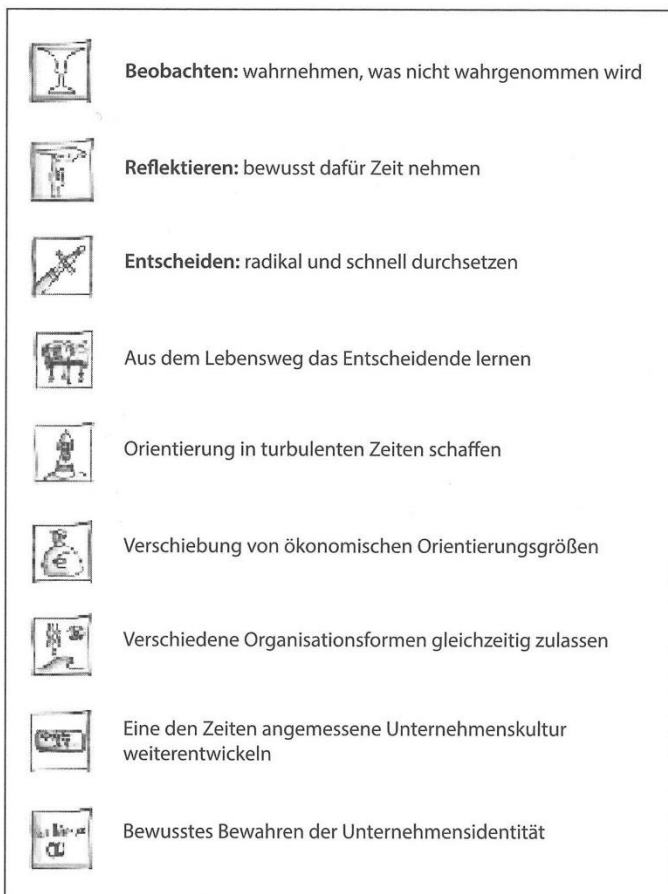 Beobachten: wahrnehmen, was nicht wahrgenommen wird
Reflektieren: bewusst dafür Zeit nehmen
Entscheiden: radikal und schnell durchsetzen
Aus dem Lebensweg das Entscheidende lernen
Orientierung in turbulenten Zeiten schaffen
€
Verschiebung von ökonomischen Orientierungsgrößen
Verschiedene Organisationsformen gleichzeitig zulassen
Eine den Zeiten angemessene Unternehmenskultur
weiterentwickeln
Bewusstes Bewahren der Unternehmensidentität